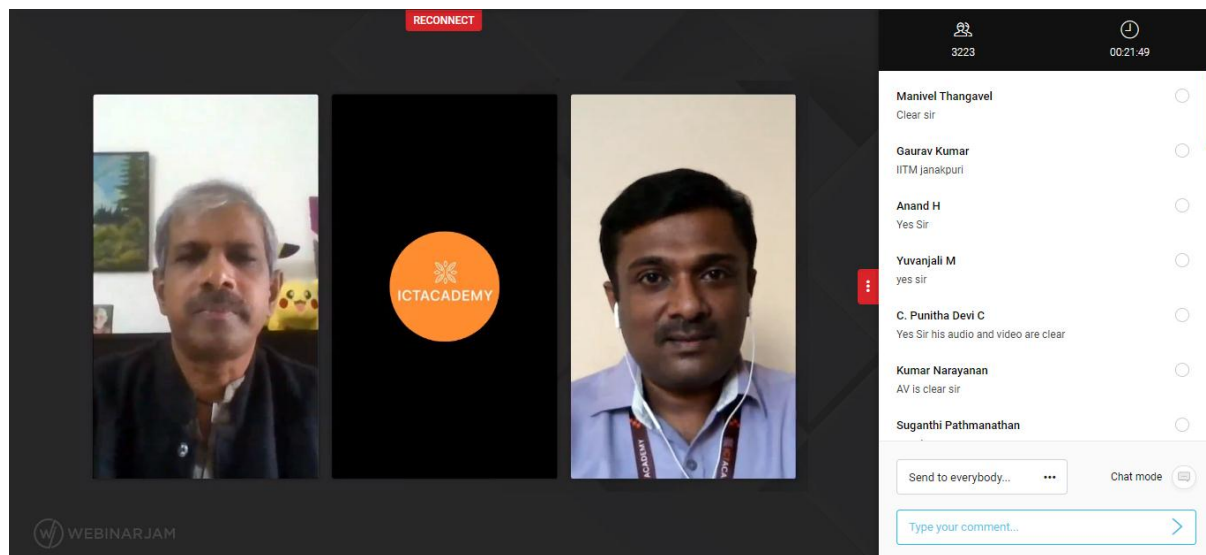 RECONNECT
3223
00:21:49
Manivel Thangavel
Clear sir
Gaurav Kumar
IITM janakpuri
Anand H
Yes Sir
Yuvanjali M
yes sir
C. Punitha Devi C
Yes Sir his audio and video are clear
Kumar Narayanan
AV is clear sir
Suganthi Pathmanathan
ICTACADEMY
ACADEMY
ICTACA
Send to everybody...
Chat mode
Type your comment...
WEBINARJAM